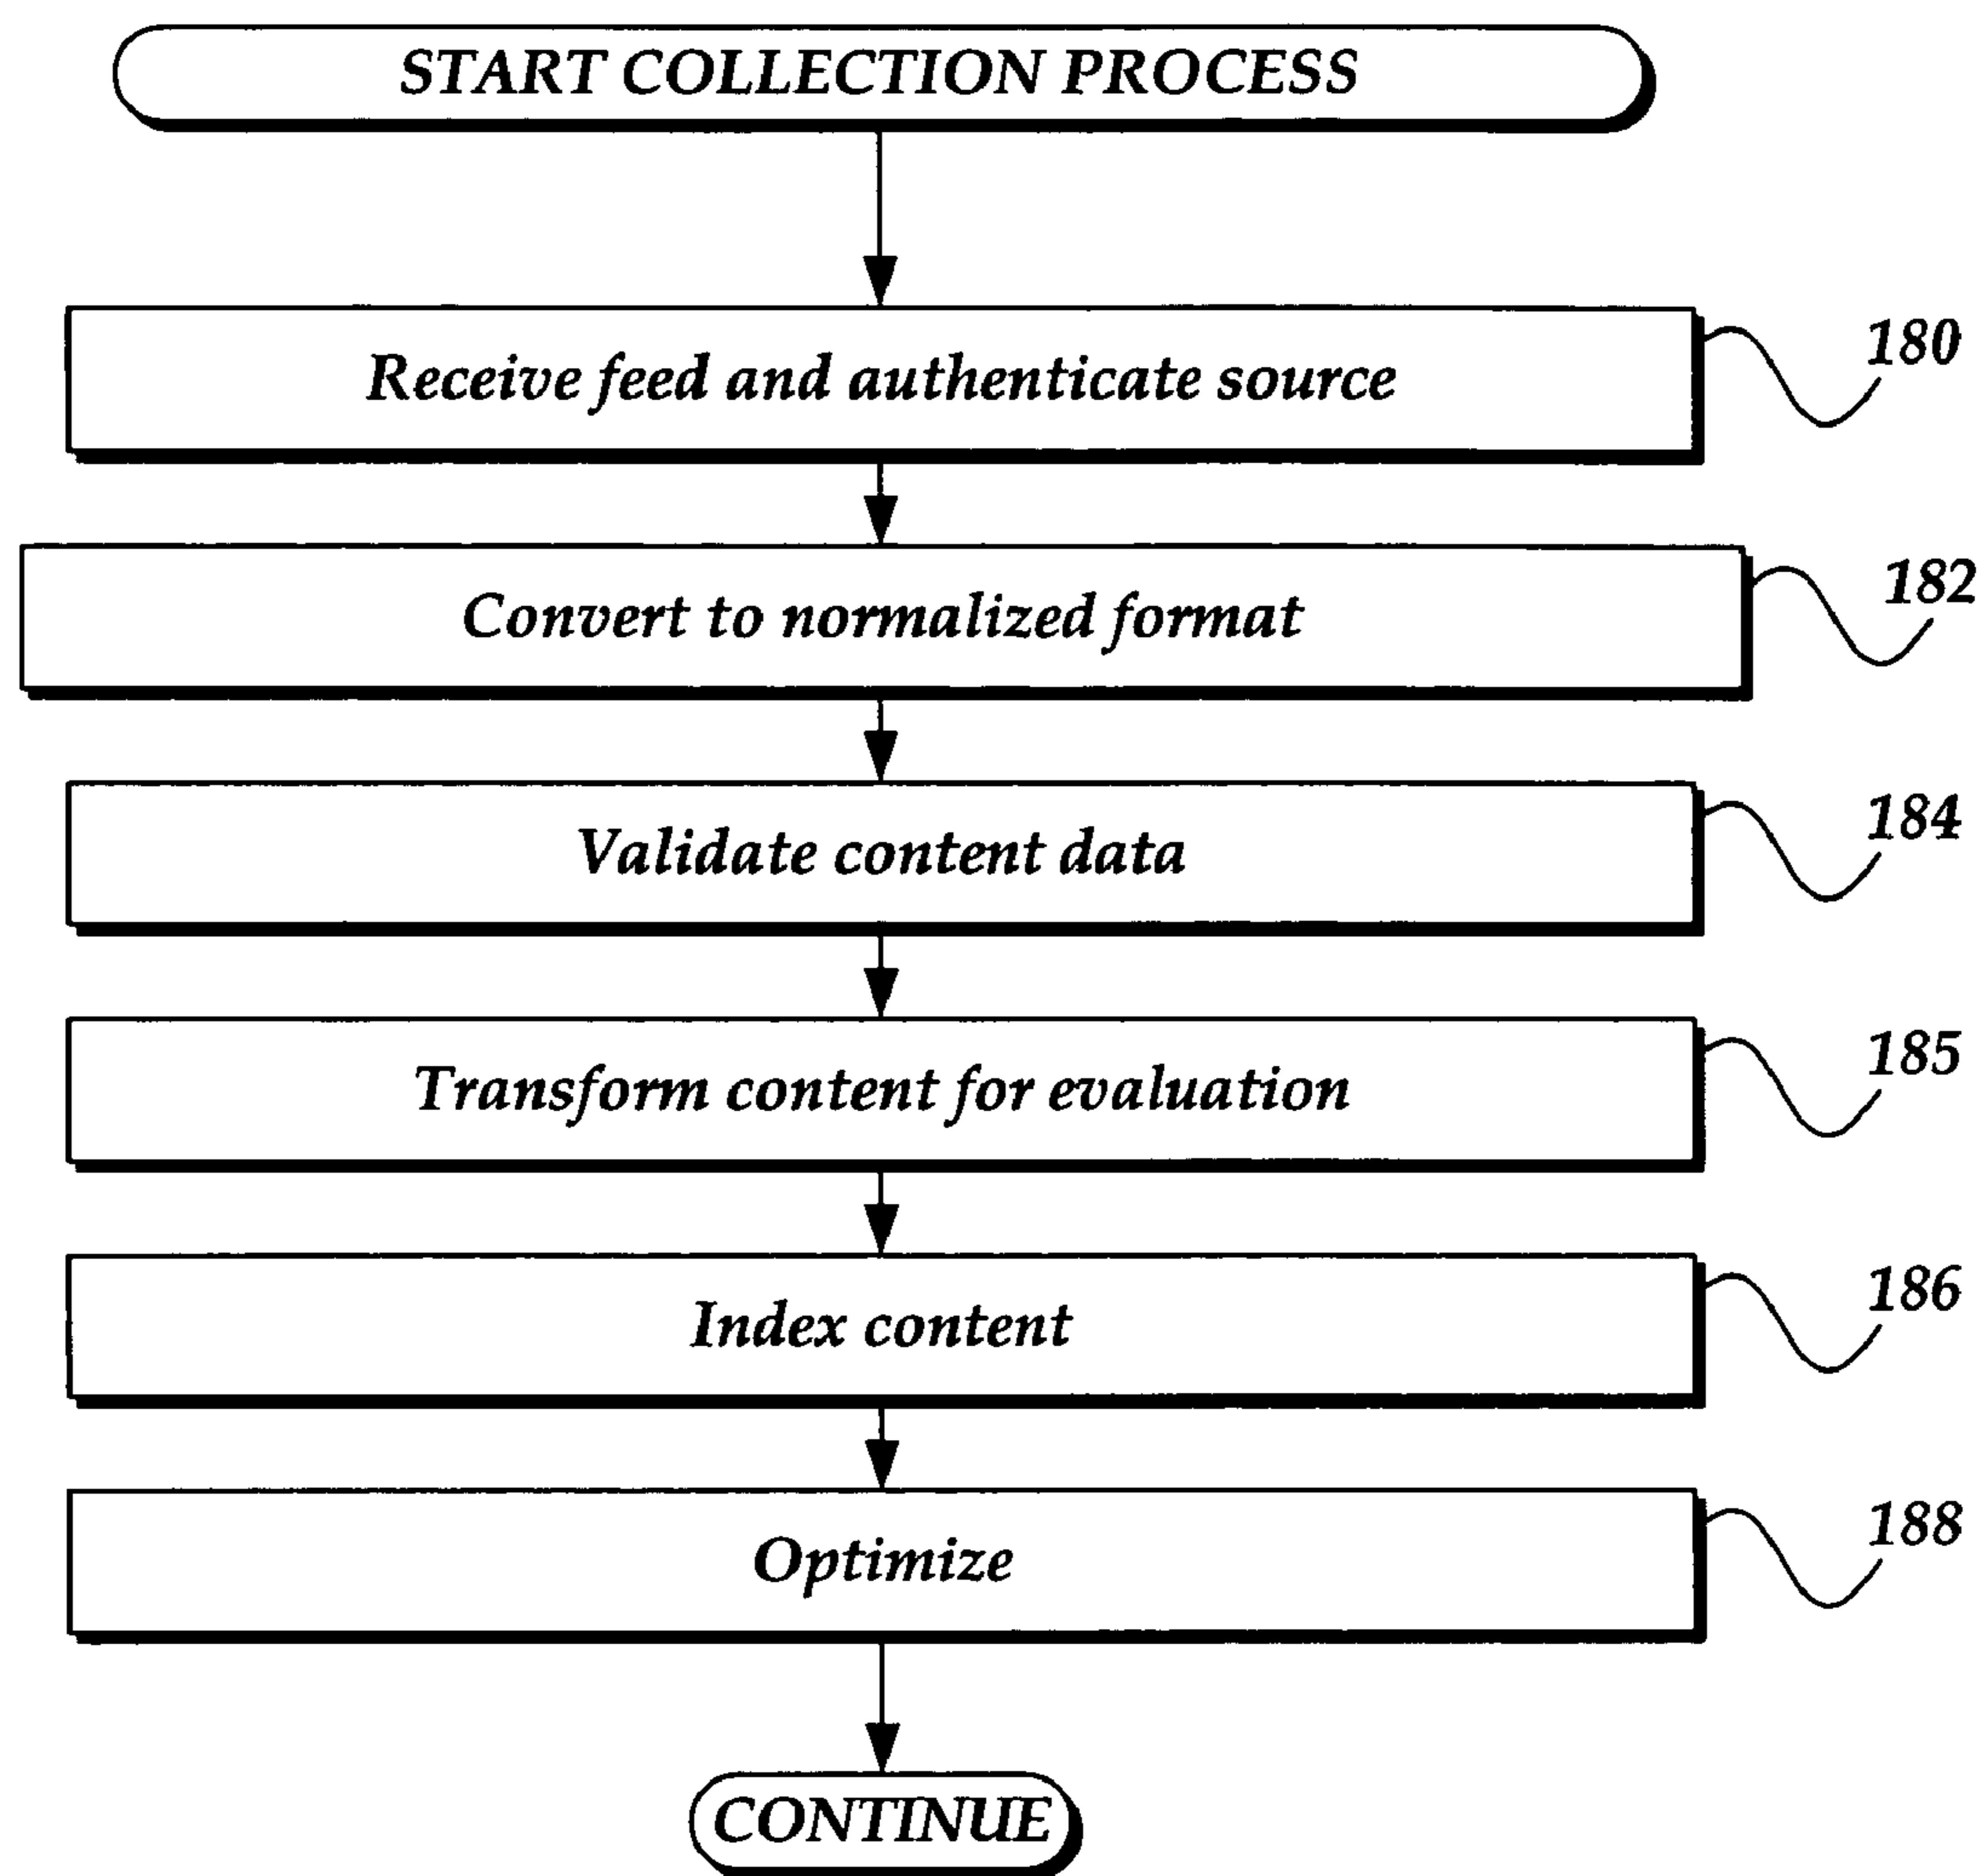 START COLLECTION PROCESS
Receive feed and authenticate source
180
Convert to normalized format
182
Validate content data
184
Transform content for evaluation
185
Index content
186
Optimize
188
CONTINUE